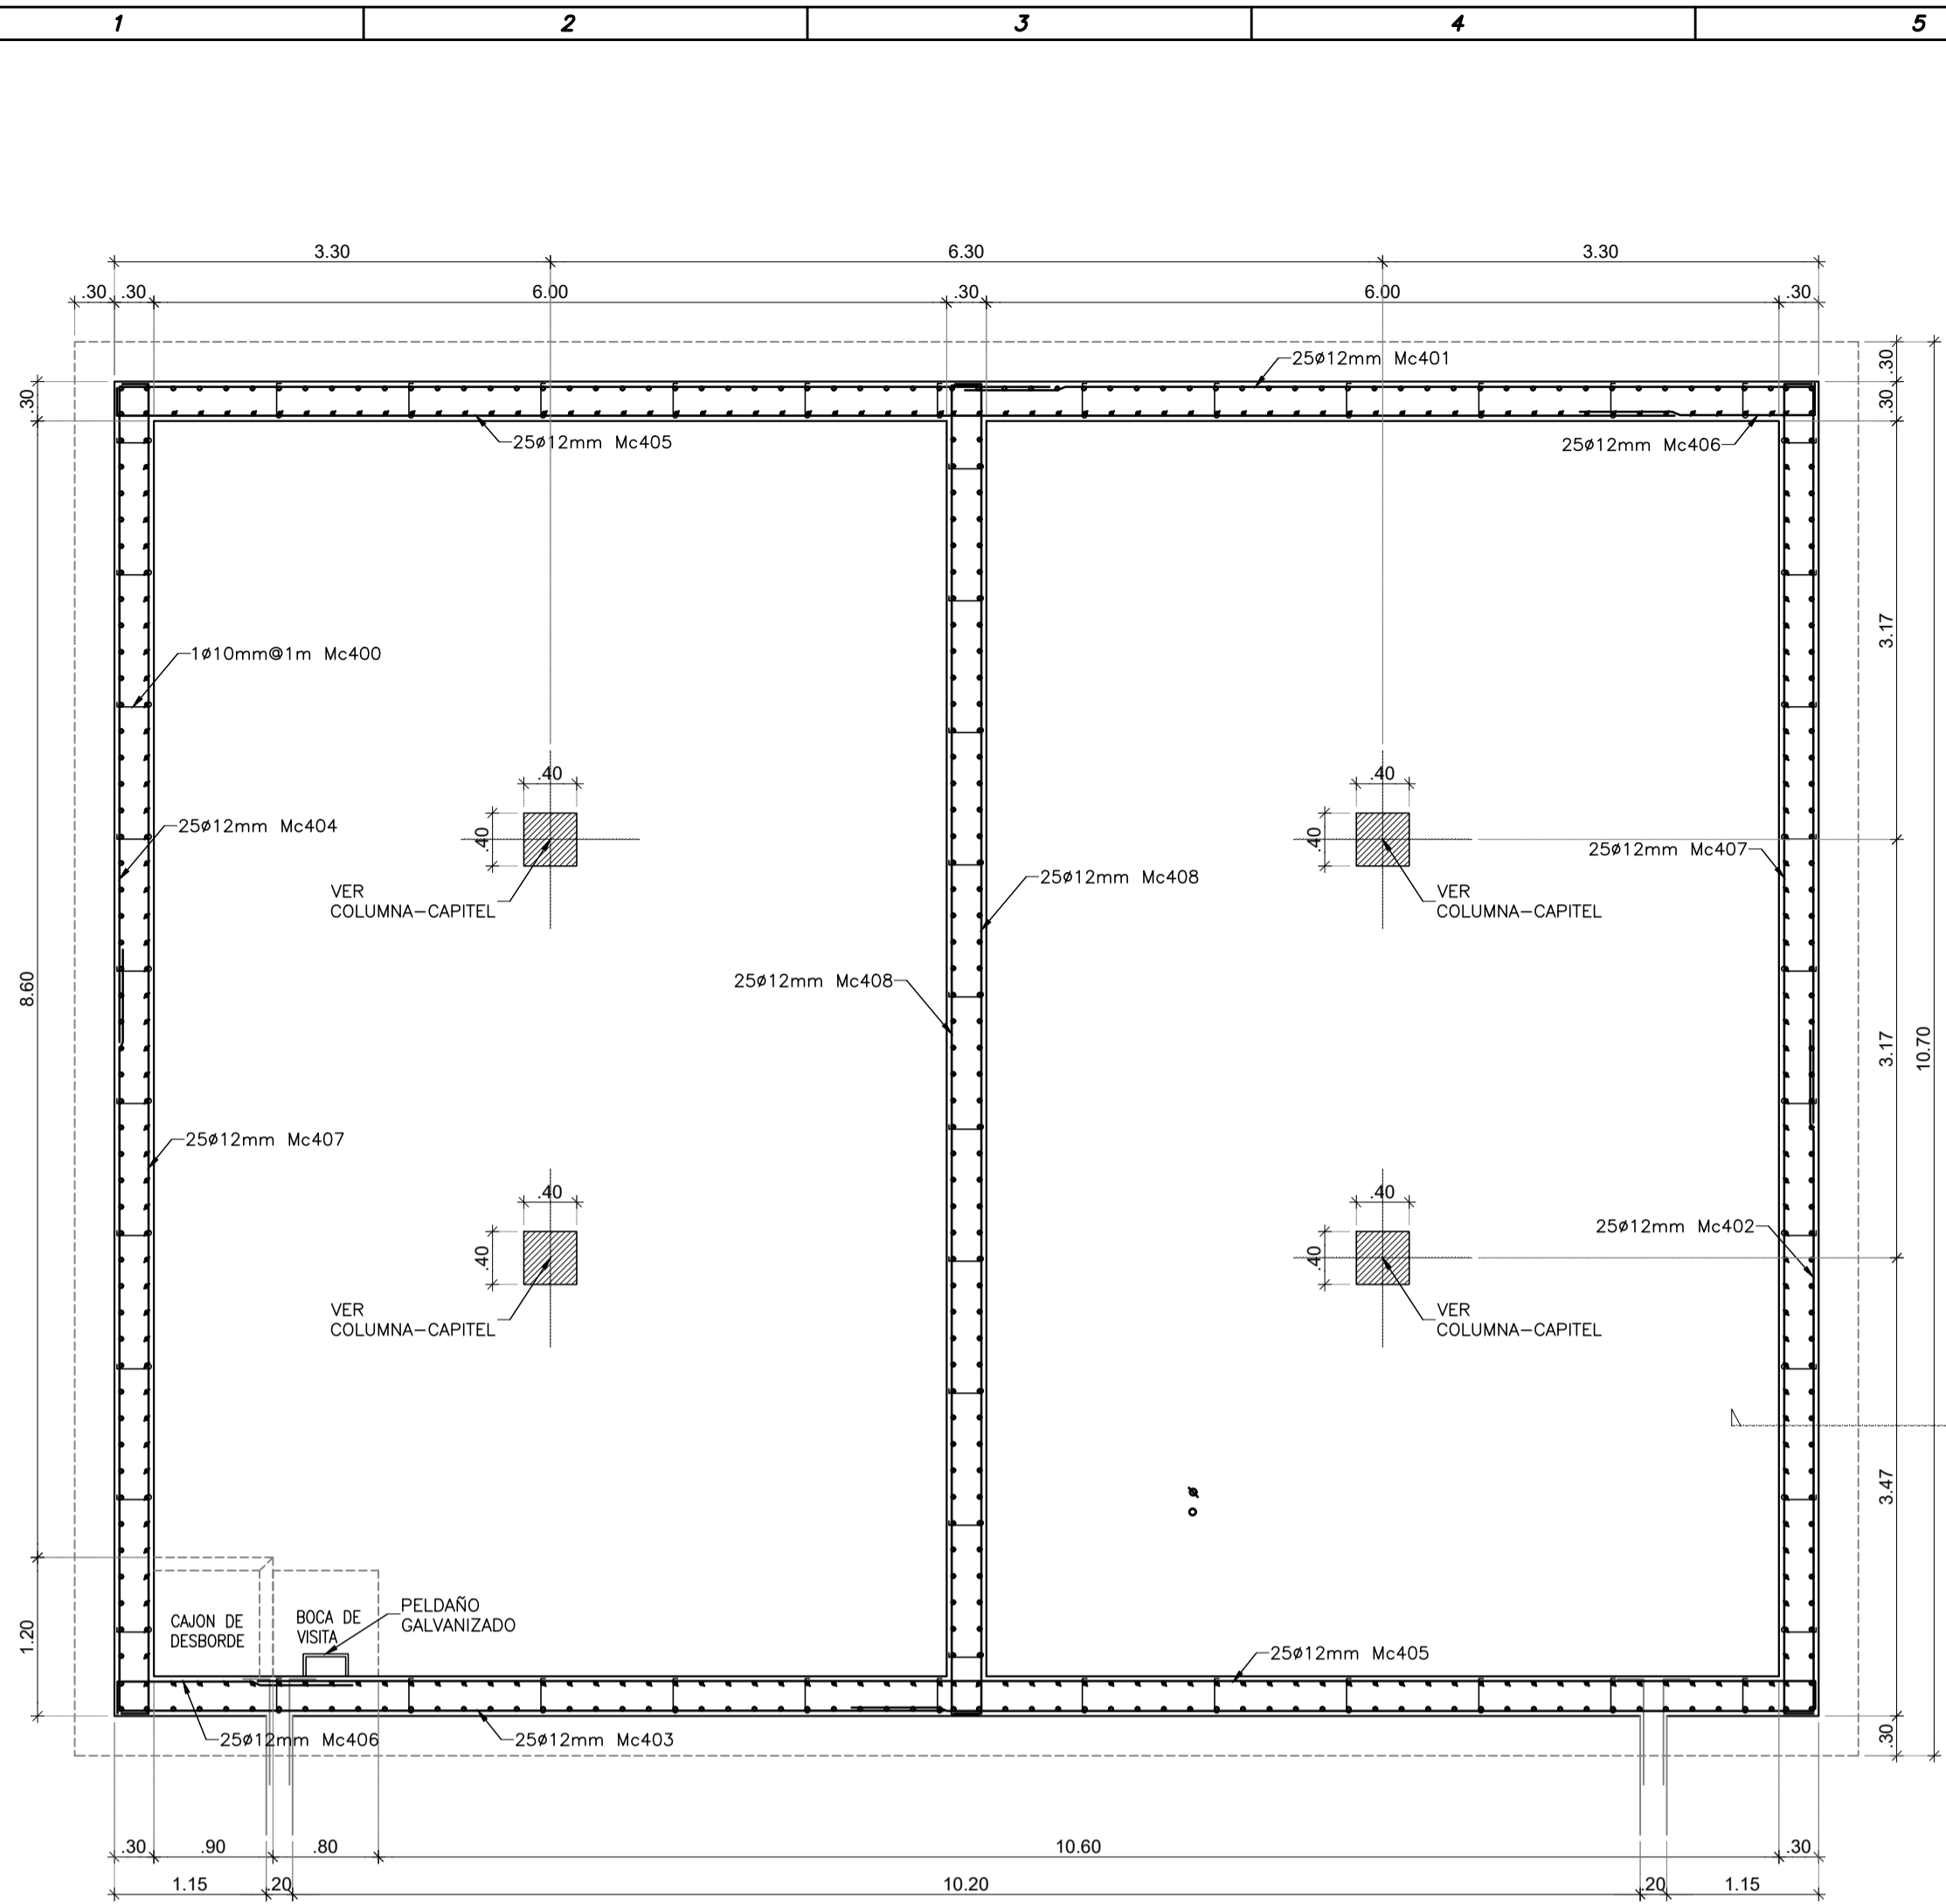 1 2 3 4 5
3.30 6.30 3.30
.30 .30 6.00 .30 6.00 .30
25ø12mm Mc401
.30
.30
.30
25ø12mm Mc405
25ø12mm Mc406
1ø10mm@1m Mc400
3.17
.40
.40
.40
.40
25ø12mm Mc404
25ø12mm Mc408
25ø12mm Mc407
VER
COLUMNA-CAPITEL
VER
COLUMNA-CAPITEL
8.60
25ø12mm Mc408
3.17
10.70
25ø12mm Mc407
.40
.40
.40
.40
25ø12mm Mc402
VER
COLUMNA-CAPITEL
VER
COLUMNA-CAPITEL
3.47
ø
1.20
CAJON DE
DESBORDE
BOCA DE
VISITA
PELDAÑO
GALVANIZADO
25ø12mm Mc405
25ø12mm Mc406
25ø12mm Mc403
.30
.30 .90 .80 10.60 .30
1.15 .20 10.20 .20 1.15